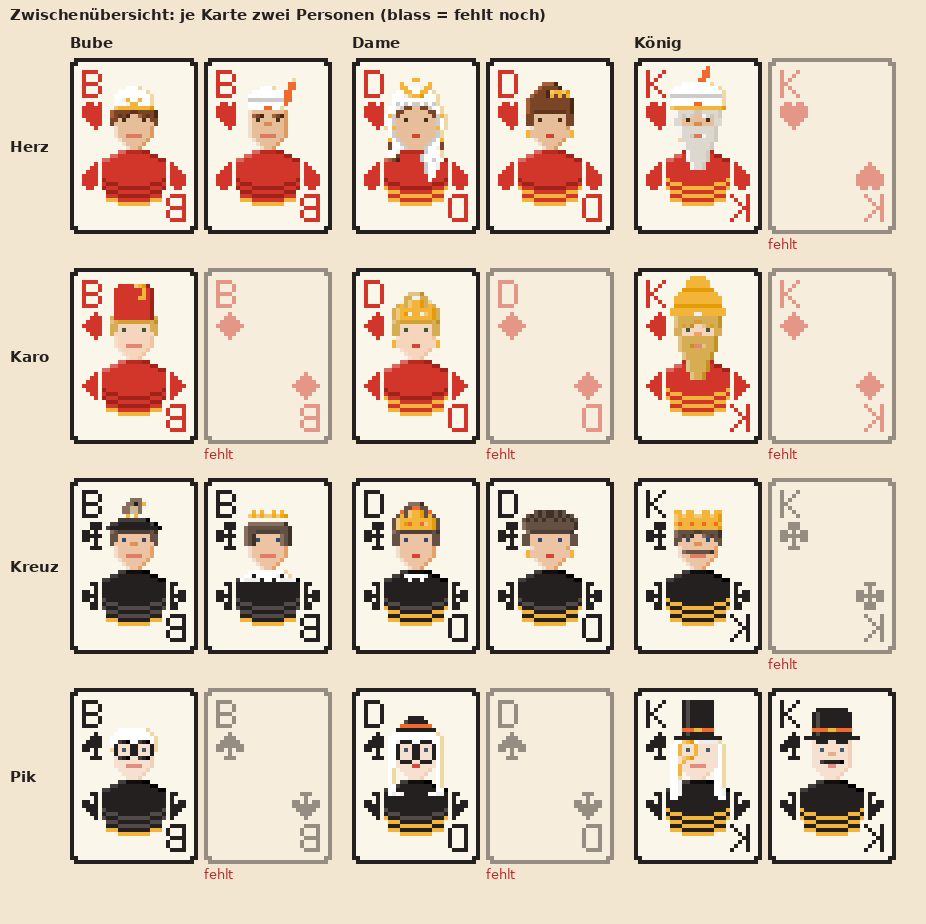 Zwischenübersicht: je Karte zwei Personen (blass = fehlt noch)
Bube Dame König
B B D D K K
Herz
B B D D K K
fehlt
B B D D K K
Karo
B B D D K K
fehlt fehlt fehlt
B B D D K K
Kreuz
B B D D K K
fehlt
B B D D K K
Pik
B B D D K K
fehlt fehlt